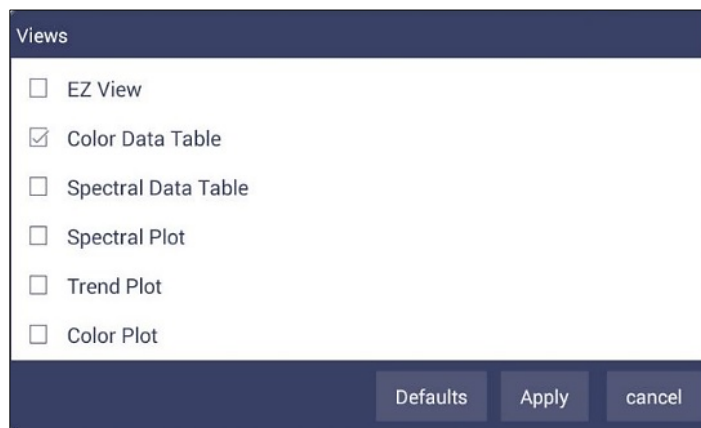 Views
EZ View
Color Data Table
Spectral Data Table
Spectral Plot
Trend Plot
Color Plot
Defaults Apply cancel